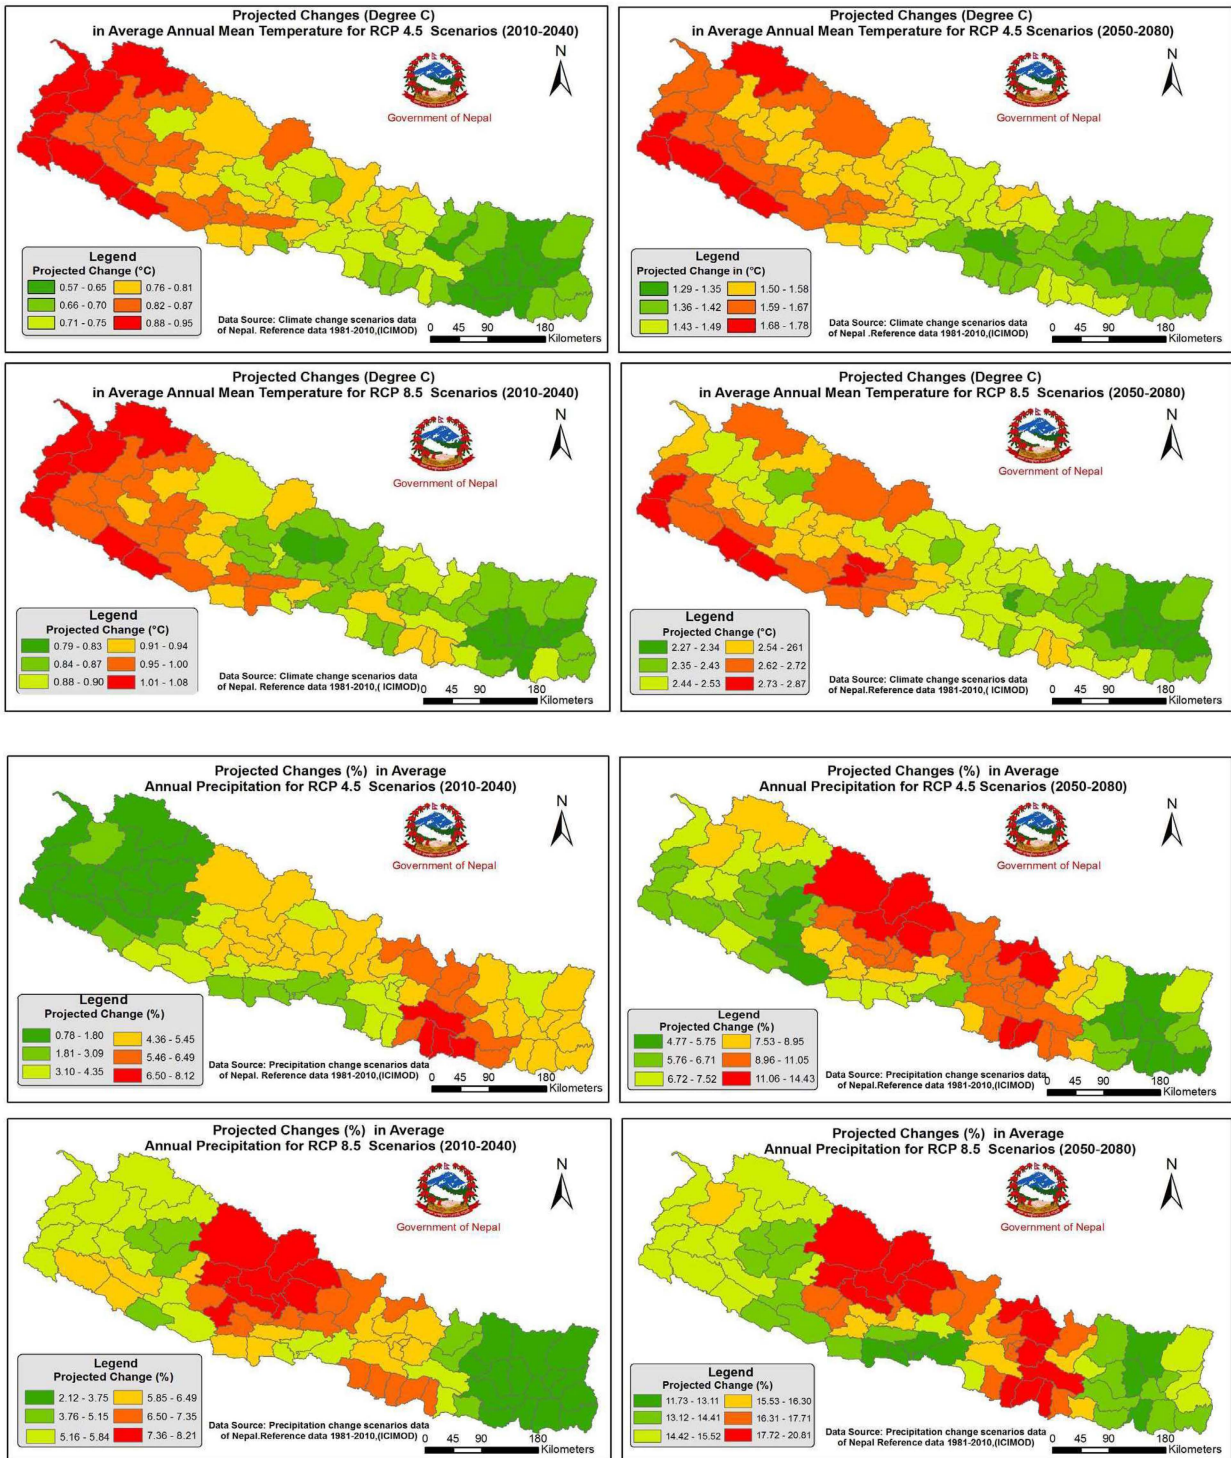 Projected Changes (Degree C)
in Average Annual Mean Temperature for RCP 4.5 Scenarios (2010-2040)
N
Government of Nepal
Legend
Projected Change (°C)
0.57 - 0.65
0.76 - 0.81
0.66 - 0.70
0.82 - 0.87
0.71 - 0.75
0.88 - 0.95
Data Source: Climate change scenarios data
of Nepal. Reference data 1981-2010,(ICIMOD)
0 45 90 180
Kilometers
Projected Changes (Degree C)
in Average Annual Mean Temperature for RCP 4.5 Scenarios (2050-2080)
N
Government of Nepal
Legend
Projected Change in (°C)
1.29 - 1.35
1.50 - 1.58
1.36 - 1.42
1.59 - 1.67
1.43 - 1.49
1.68 - 1.78
Data Source: Climate change scenarios data
of Nepal .Reference data 1981-2010,(ICIMOD)
0 45 90 180
Kilometers
Projected Changes (Degree C)
in Average Annual Mean Temperature for RCP 8.5 Scenarios (2010-2040)
N
Government of Nepal
Legend
Projected Change (°C)
0.79 - 0.83
0.91 - 0.94
0.84 - 0.87
0.95 - 1.00
0.88 - 0.90
1.01 - 1.08
Data Source: Climate change scenarios data
of Nepal. Reference data 1981-2010,( ICIMOD)
0 45 90 180
Kilometers
Projected Changes (Degree C)
in Average Annual Mean Temperature for RCP 8.5 Scenarios (2050-2080)
N
Government of Nepal
Legend
Projected Change (°C)
2.27 - 2.34
2.54 - 261
2.35 - 2.43
2.62 - 2.72
2.44 - 2.53
2.73 - 2.87
Data Source: Climate change scenarios data
of Nepal.Reference data 1981-2010,( ICIMOD)
0 45 90 180
Kilometers
Projected Changes (%) in Average
Annual Precipitation for RCP 4.5 Scenarios (2010-2040)
N
Government of Nepal
Legend
Projected Change (%)
0.78 - 1.80
4.36 - 5.45
1.81 - 3.09
5.46 - 6.49
3.10 - 4.35
6.50 - 8.12
Data Source: Precipitation change scenarios data
of Nepal. Reference data 1981-2010,(ICIMOD)
0 45 90 180
Kilometers
Projected Changes (%) in Average
Annual Precipitation for RCP 4.5 Scenarios (2050-2080)
N
Government of Nepal
Legend
Projected Change (%)
4.77 - 5.75
7.53 - 8.95
5.76 - 6.71
8.96 - 11.05
6.72 - 7.52
11.06 - 14.43
Data Source: Precipitation change scenarios data
of Nepal.Reference data 1981-2010,(ICIMOD)
0 45 90 180
Kilometers
Projected Changes (%) in Average
Annual Precipitation for RCP 8.5 Scenarios (2010-2040)
N
Government of Nepal
Legend
Projected Change (%)
2.12 - 3.75
5.85 - 6.49
3.76 - 5.15
6.50 - 7.35
5.16 - 5.84
7.36 - 8.21
Data Source: Precipitation change scenarios data
of Nepal.Reference data 1981-2010,(ICIMOD)
0 45 90 180
Kilometers
Projected Changes (%) in Average
Annual Precipitation for RCP 8.5 Scenarios (2050-2080)
N
Government of Nepal
Legend
Projected Change (%)
11.73 - 13.11
15.53 - 16.30
13.12 - 14.41
16.31 - 17.71
14.42 - 15.52
17.72 - 20.81
Data Source: Precipitation change scenarios data
of Nepal.Reference data 1981-2010,(ICIMOD)
0 45 90 180
Kilometers